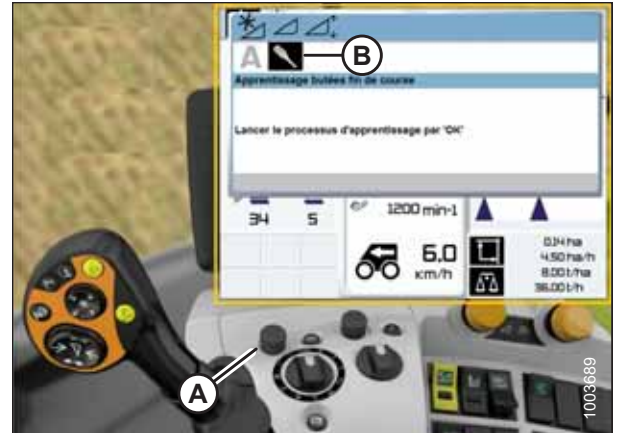 A
B
Apprentissage butées fin de course
Lancer le processus d'apprentissage par 'OK'
34
5
1200 min-1
6.0
km/h
0.14 ha
4.50 ha/h
8.00 t/ha
36.00 t/h
A
1003689